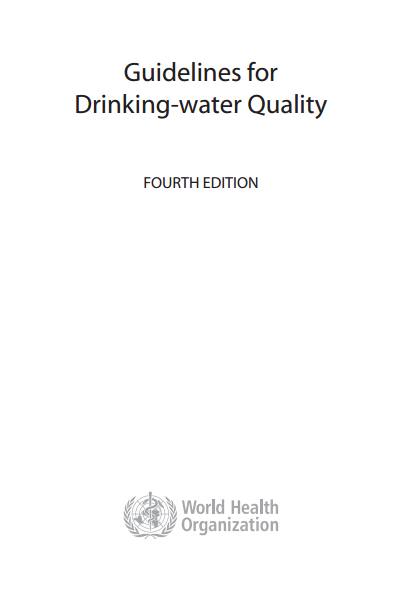 Guidelines for
Drinking-water Quality
FOURTH EDITION
World Health
Organization